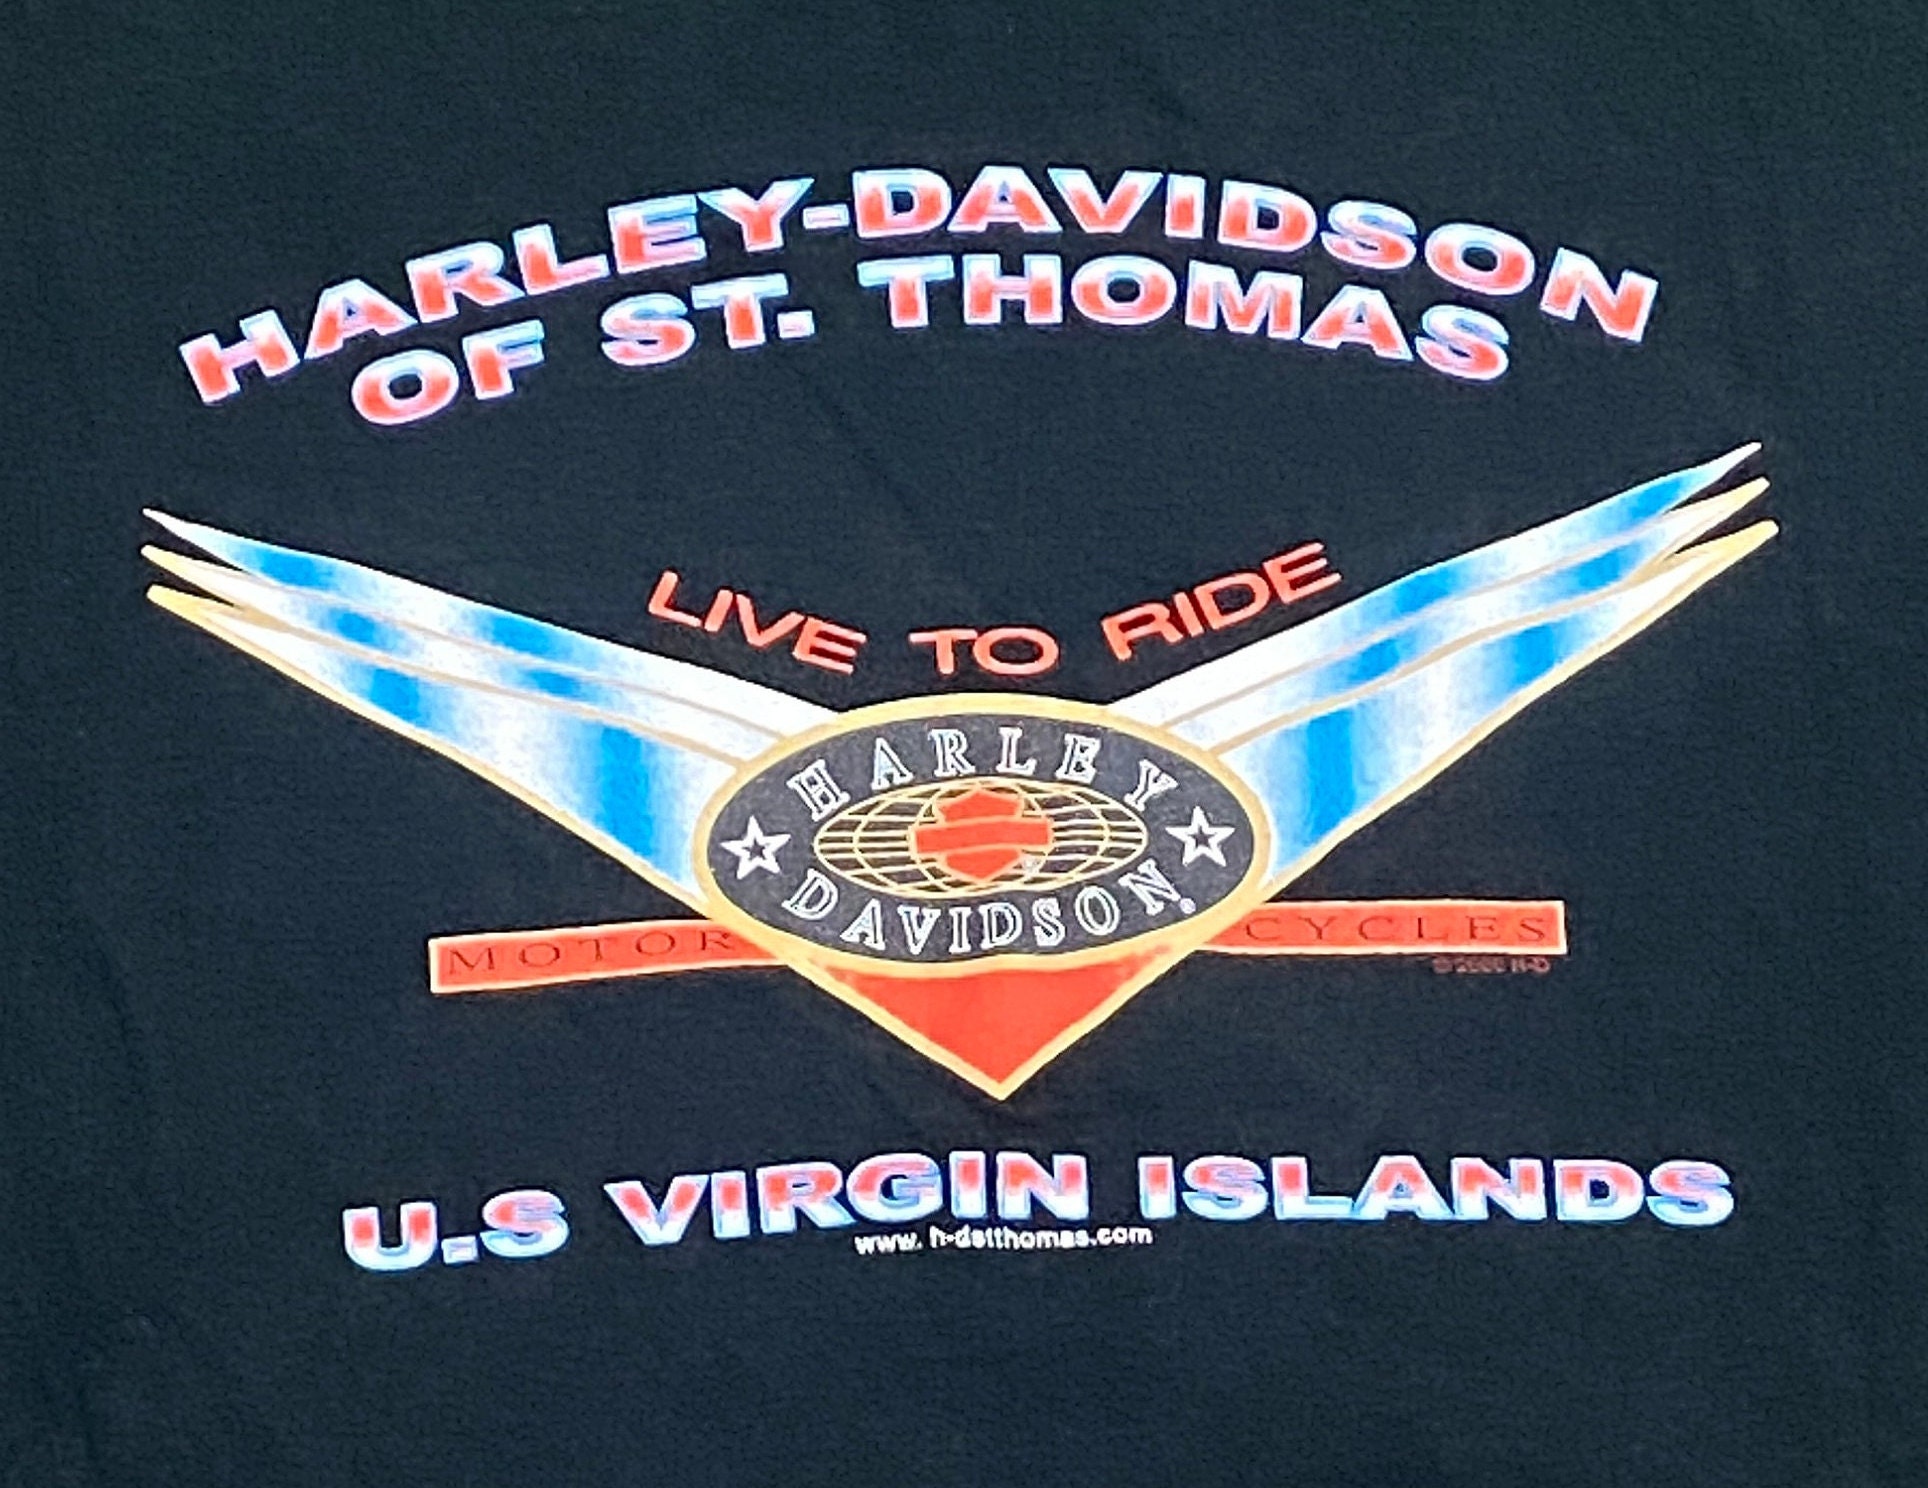 HARLEY-DAVIDSON
OF ST. THOMAS
LIVE TO RIDE
HARLEY
DAVIDSON®
MOTOR CYCLES
U.S VIRGIN ISLANDS
www. h-dstthomas.com